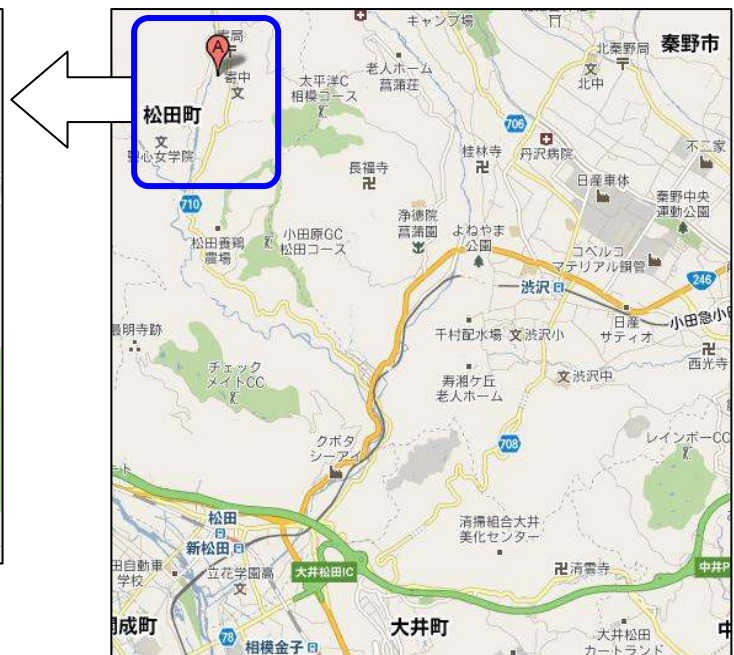 キャンプ場
秦野市
寄局
A
寄中
老人ホーム
菖蒲荘
北秦野局
北中
太平洋C
相模コース
松田町
706
聖心女学院
桂林寺
丹沢病院
不二家
長福寺
日産車体
秦野中央
運動公園
710
浄徳院
菖蒲園
よねやま
公園
小田原GC
松田コース
松田養鶏
農場
コベルコ
マテリアル銅管
渋沢
246
日産
サティオ
小田急小田
最明寺跡
千村配水場
渋沢小
西光寺
チェック
メイトCC
寿湘ケ丘
老人ホーム
渋沢中
クボタ
シーアイ
708
レインボーCC
ート
松田
新松田
清掃組合大井
美化センター
田自動車
学校
立花学園高
大井松田IC
清雲寺
中井P
開成町
78
相模金子
大井町
大井松田
カートランド
中